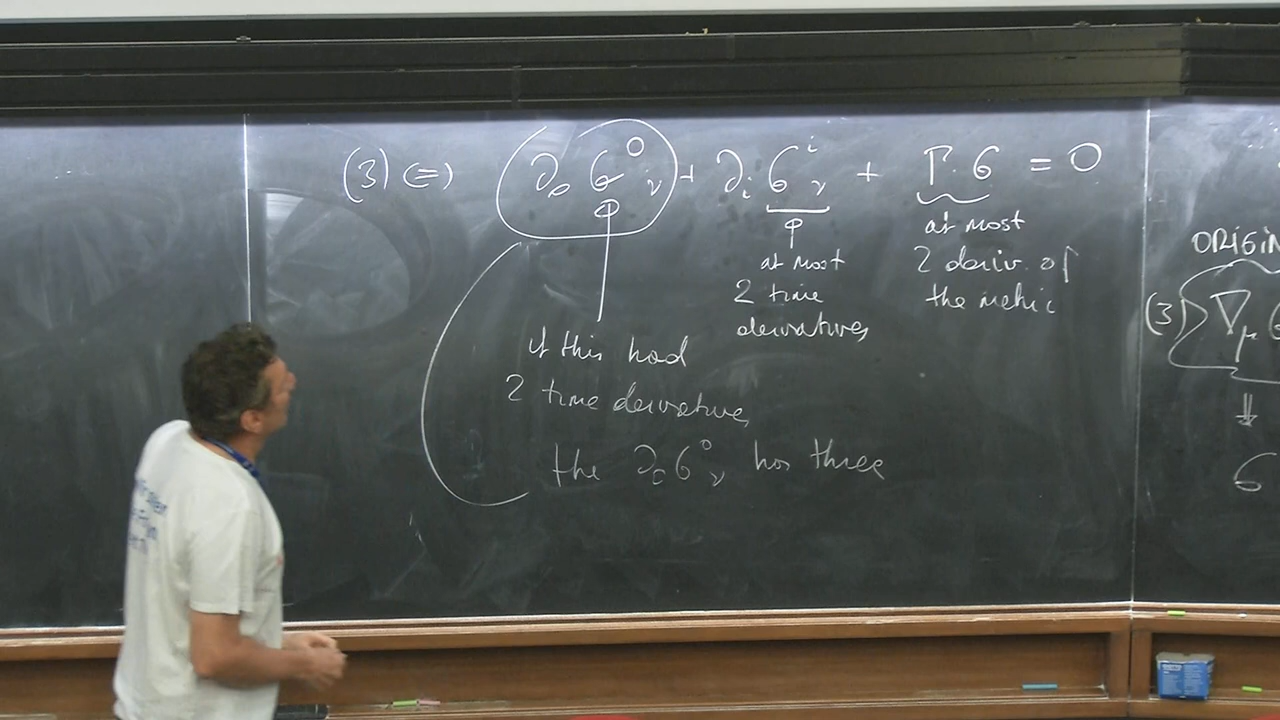 (3) ⇔ ∂₀ G⁰ᵥ + ∂ᵢ Gⁱᵥ + Γ·G = 0
at most
2 time
derivatives
at most
2 deriv. of
the metric
if this had
2 time derivative,
the ∂₀G⁰ᵥ has three
ORIGIN
(3) ∇μ
⇓
G